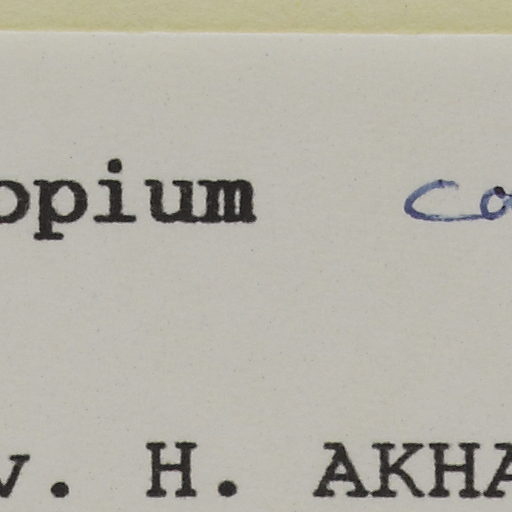 opium co
v. H. AKHA